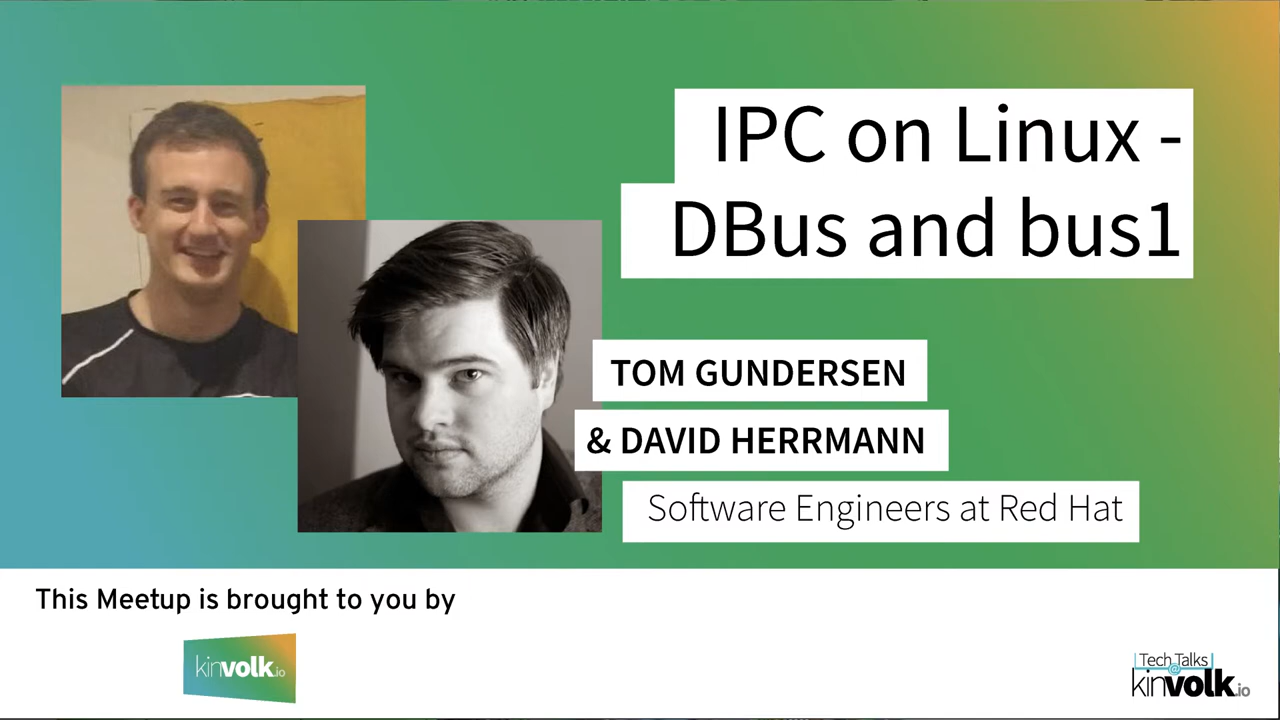 IPC on Linux -
DBus and bus1
TOM GUNDERSEN
& DAVID HERRMANN
Software Engineers at Red Hat
This Meetup is brought to you by
kinvolk.io
Tech Talks
@
kinvolk.io